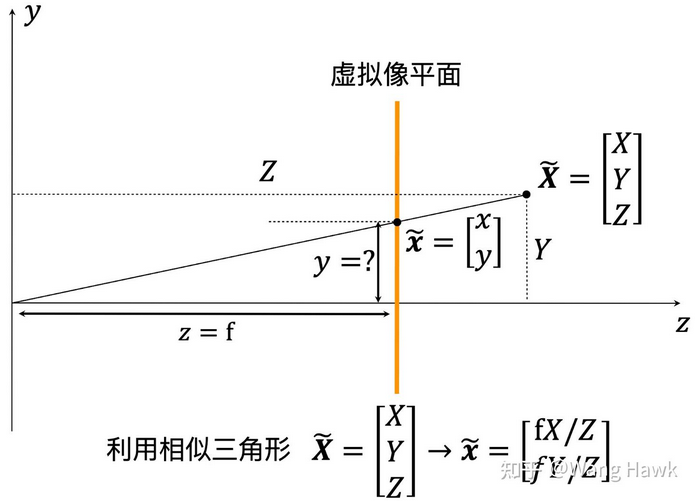 y
虚拟像平面
Z
X̃ = [X Y Z]
x̃ = [x y]
y =?
Y
z
z = f
利用相似三角形 X̃ = [X Y Z] → x̃ = [fX/Z fY/Z]
知乎 @Wang Hawk